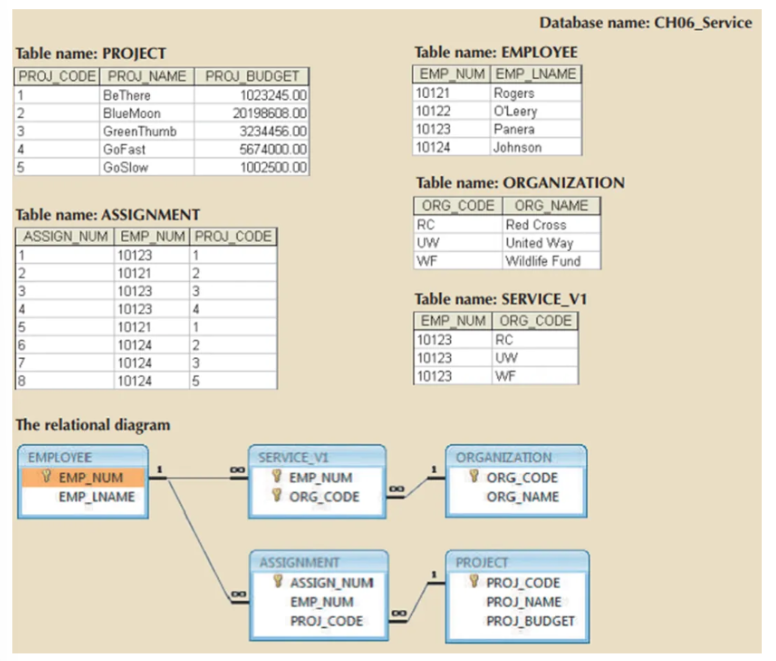 Database name: CH06_Service
Table name: PROJECT
PROJ_CODE PROJ_NAME PROJ_BUDGET
1 BeThere 1023245.00
2 BlueMoon 20198608.00
3 GreenThumb 3234456.00
4 GoFast 5674000.00
5 GoSlow 1002500.00
Table name: EMPLOYEE
EMP_NUM EMP_LNAME
10121 Rogers
10122 O'Leery
10123 Panera
10124 Johnson
Table name: ORGANIZATION
ORG_CODE ORG_NAME
RC Red Cross
UW United Way
WF Wildlife Fund
Table name: ASSIGNMENT
ASSIGN_NUM EMP_NUM PROJ_CODE
1 10123 1
2 10121 2
3 10123 3
4 10123 4
5 10121 1
6 10124 2
7 10124 3
8 10124 5
Table name: SERVICE_V1
EMP_NUM ORG_CODE
10123 RC
10123 UW
10123 WF
The relational diagram
EMPLOYEE
EMP_NUM
EMP_LNAME
1
∞
SERVICE_V1
EMP_NUM
ORG_CODE
∞
1
ORGANIZATION
ORG_CODE
ORG_NAME
∞
ASSIGNMENT
ASSIGN_NUM
EMP_NUM
PROJ_CODE
∞
1
PROJECT
PROJ_CODE
PROJ_NAME
PROJ_BUDGET